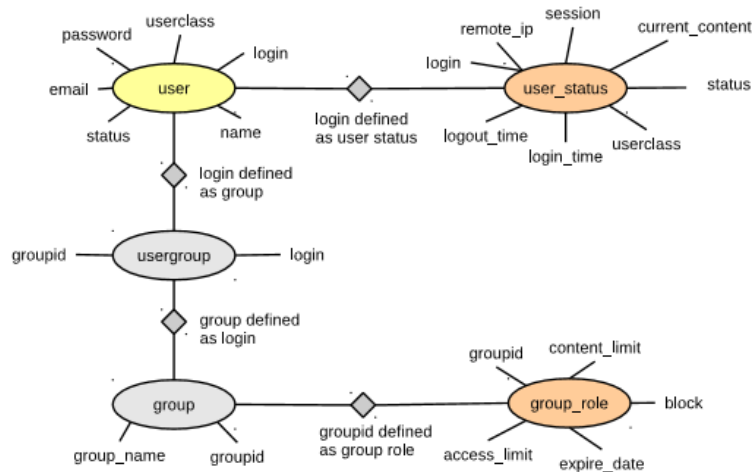 userclass
password
login
email
user
status
name
session
remote_ip
current_content
login
user_status
status
logout_time
login_time
userclass
login defined
as user status
login defined
as group
groupid
usergroup
login
group defined
as login
groupid
content_limit
group
group_role
block
group_name
groupid
groupid defined
as group role
access_limit
expire_date